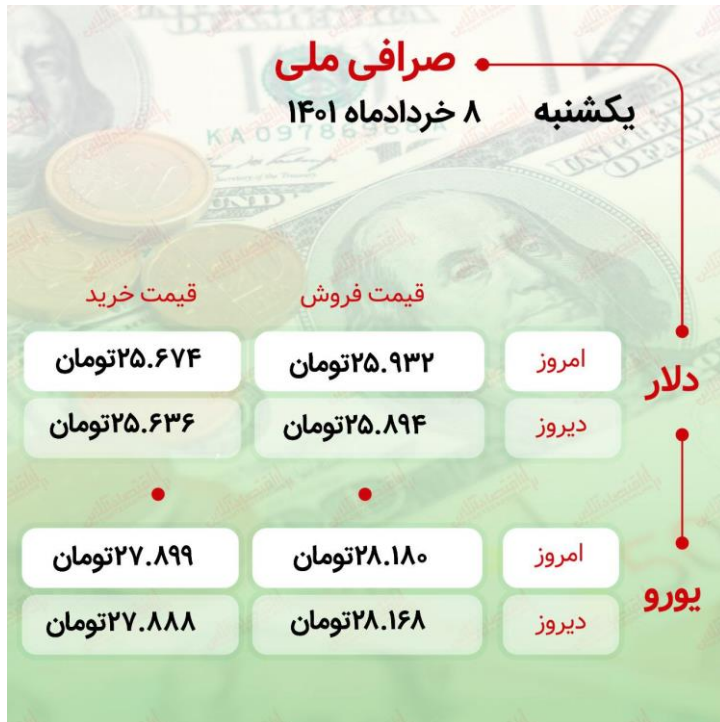 صرافی ملی
یکشنبه ۸ خردادماه ۱۴۰۱
قیمت فروش قیمت خرید
دلار
امروز ۲۵.۹۳۲تومان ۲۵.۶۷۴تومان
دیروز ۲۵.۸۹۴تومان ۲۵.۶۳۶تومان
یورو
امروز ۲۸.۱۸۰تومان ۲۷.۸۹۹تومان
دیروز ۲۸.۱۶۸تومان ۲۷.۸۸۸تومان